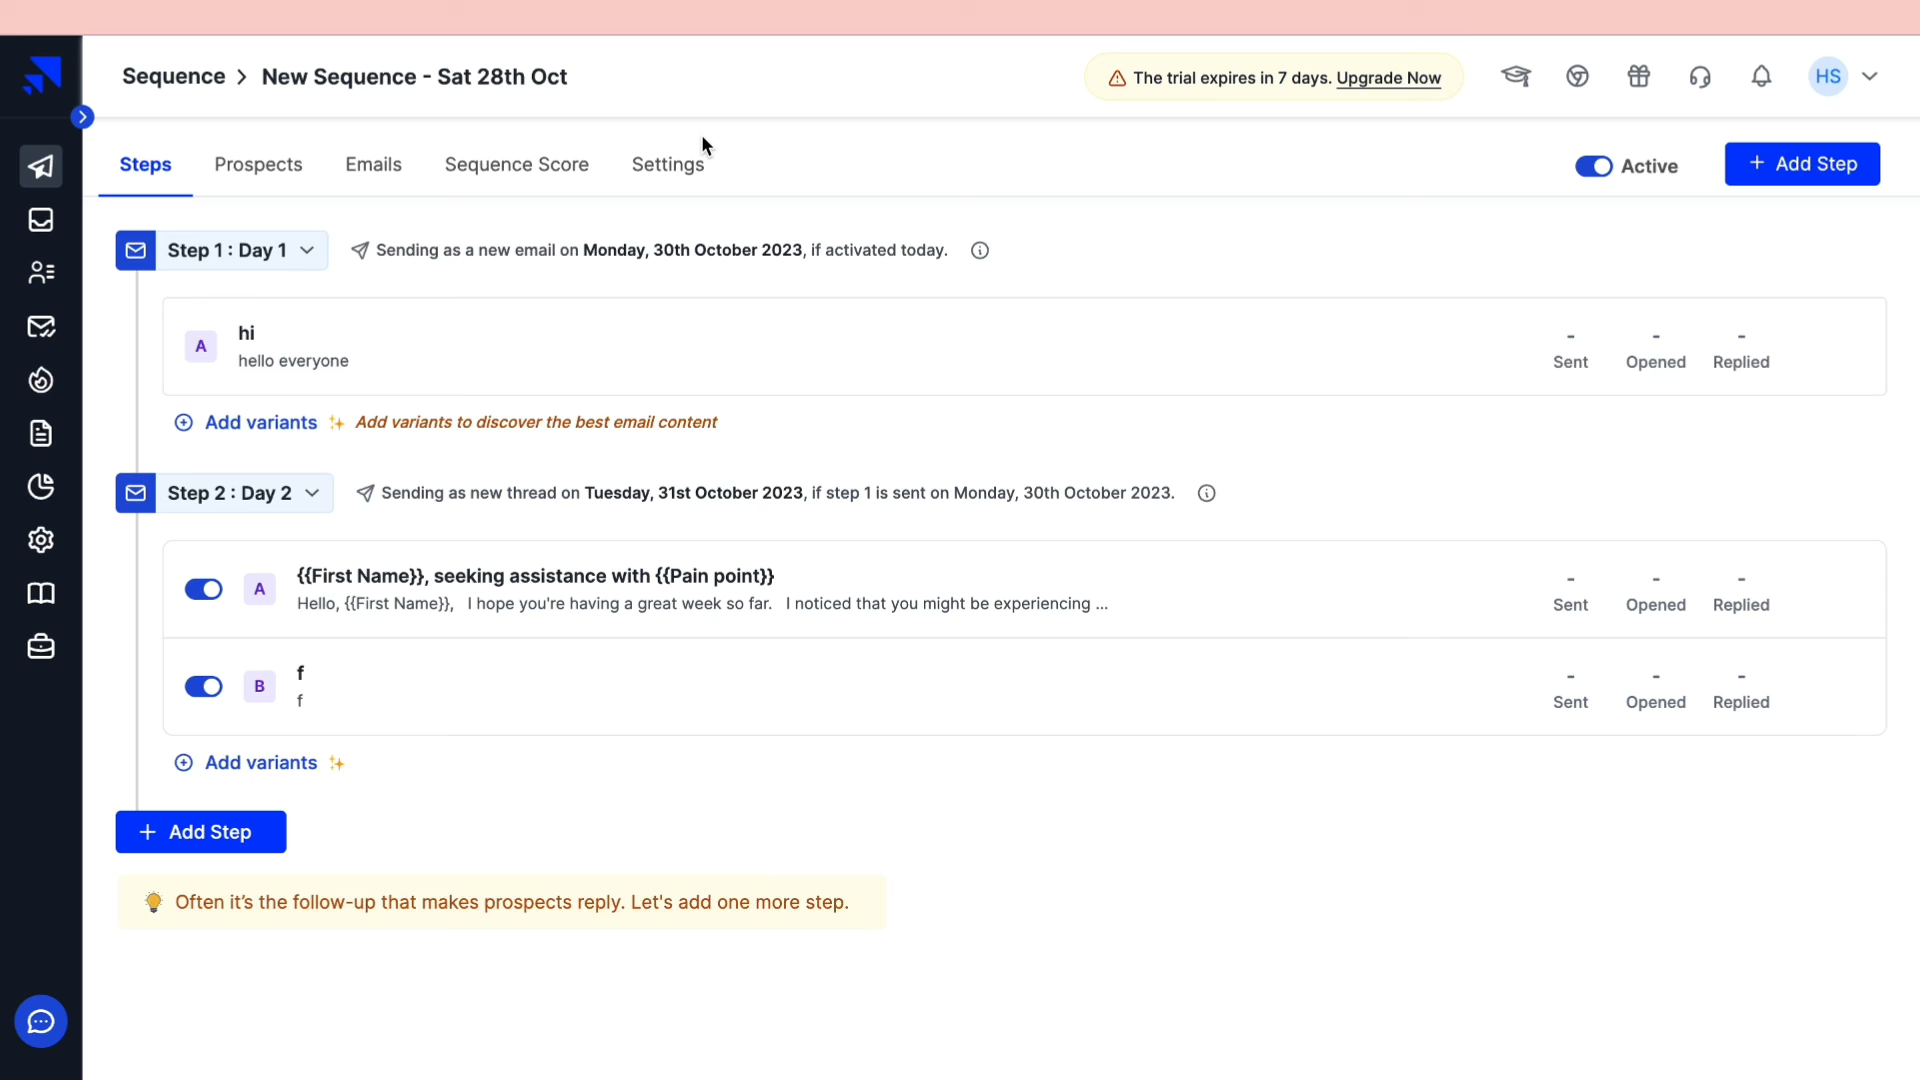 Sequence > New Sequence - Sat 28th Oct
The trial expires in 7 days. Upgrade Now
HS
Steps
Prospects
Emails
Sequence Score
Settings
Active
+ Add Step
Step 1 : Day 1
Sending as a new email on Monday, 30th October 2023, if activated today.
A
hi
hello everyone
-
Sent
-
Opened
-
Replied
Add variants
Add variants to discover the best email content
Step 2 : Day 2
Sending as new thread on Tuesday, 31st October 2023, if step 1 is sent on Monday, 30th October 2023.
A
{{First Name}}, seeking assistance with {{Pain point}}
Hello, {{First Name}}, I hope you're having a great week so far. I noticed that you might be experiencing ...
-
Sent
-
Opened
-
Replied
B
f
f
-
Sent
-
Opened
-
Replied
Add variants
+ Add Step
Often it's the follow-up that makes prospects reply. Let's add one more step.